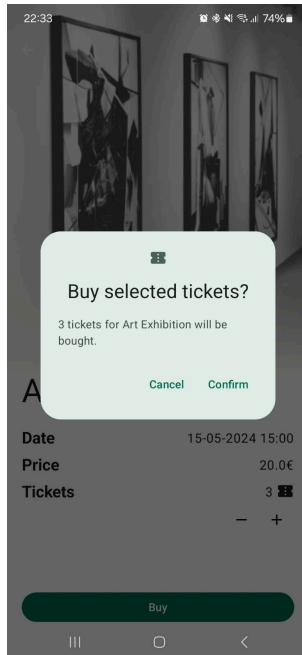 22:33
74%
Buy selected tickets?
3 tickets for Art Exhibition will be
bought.
Cancel Confirm
A
Date 15-05-2024 15:00
Price 20.0€
Tickets 3
Buy